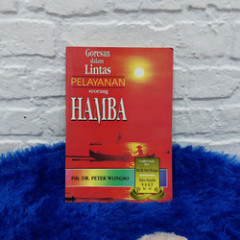 Goresan
dalam
Lintas
PELAYANAN
seorang
HAMBA
Pdt. DR. PETER WONGSO